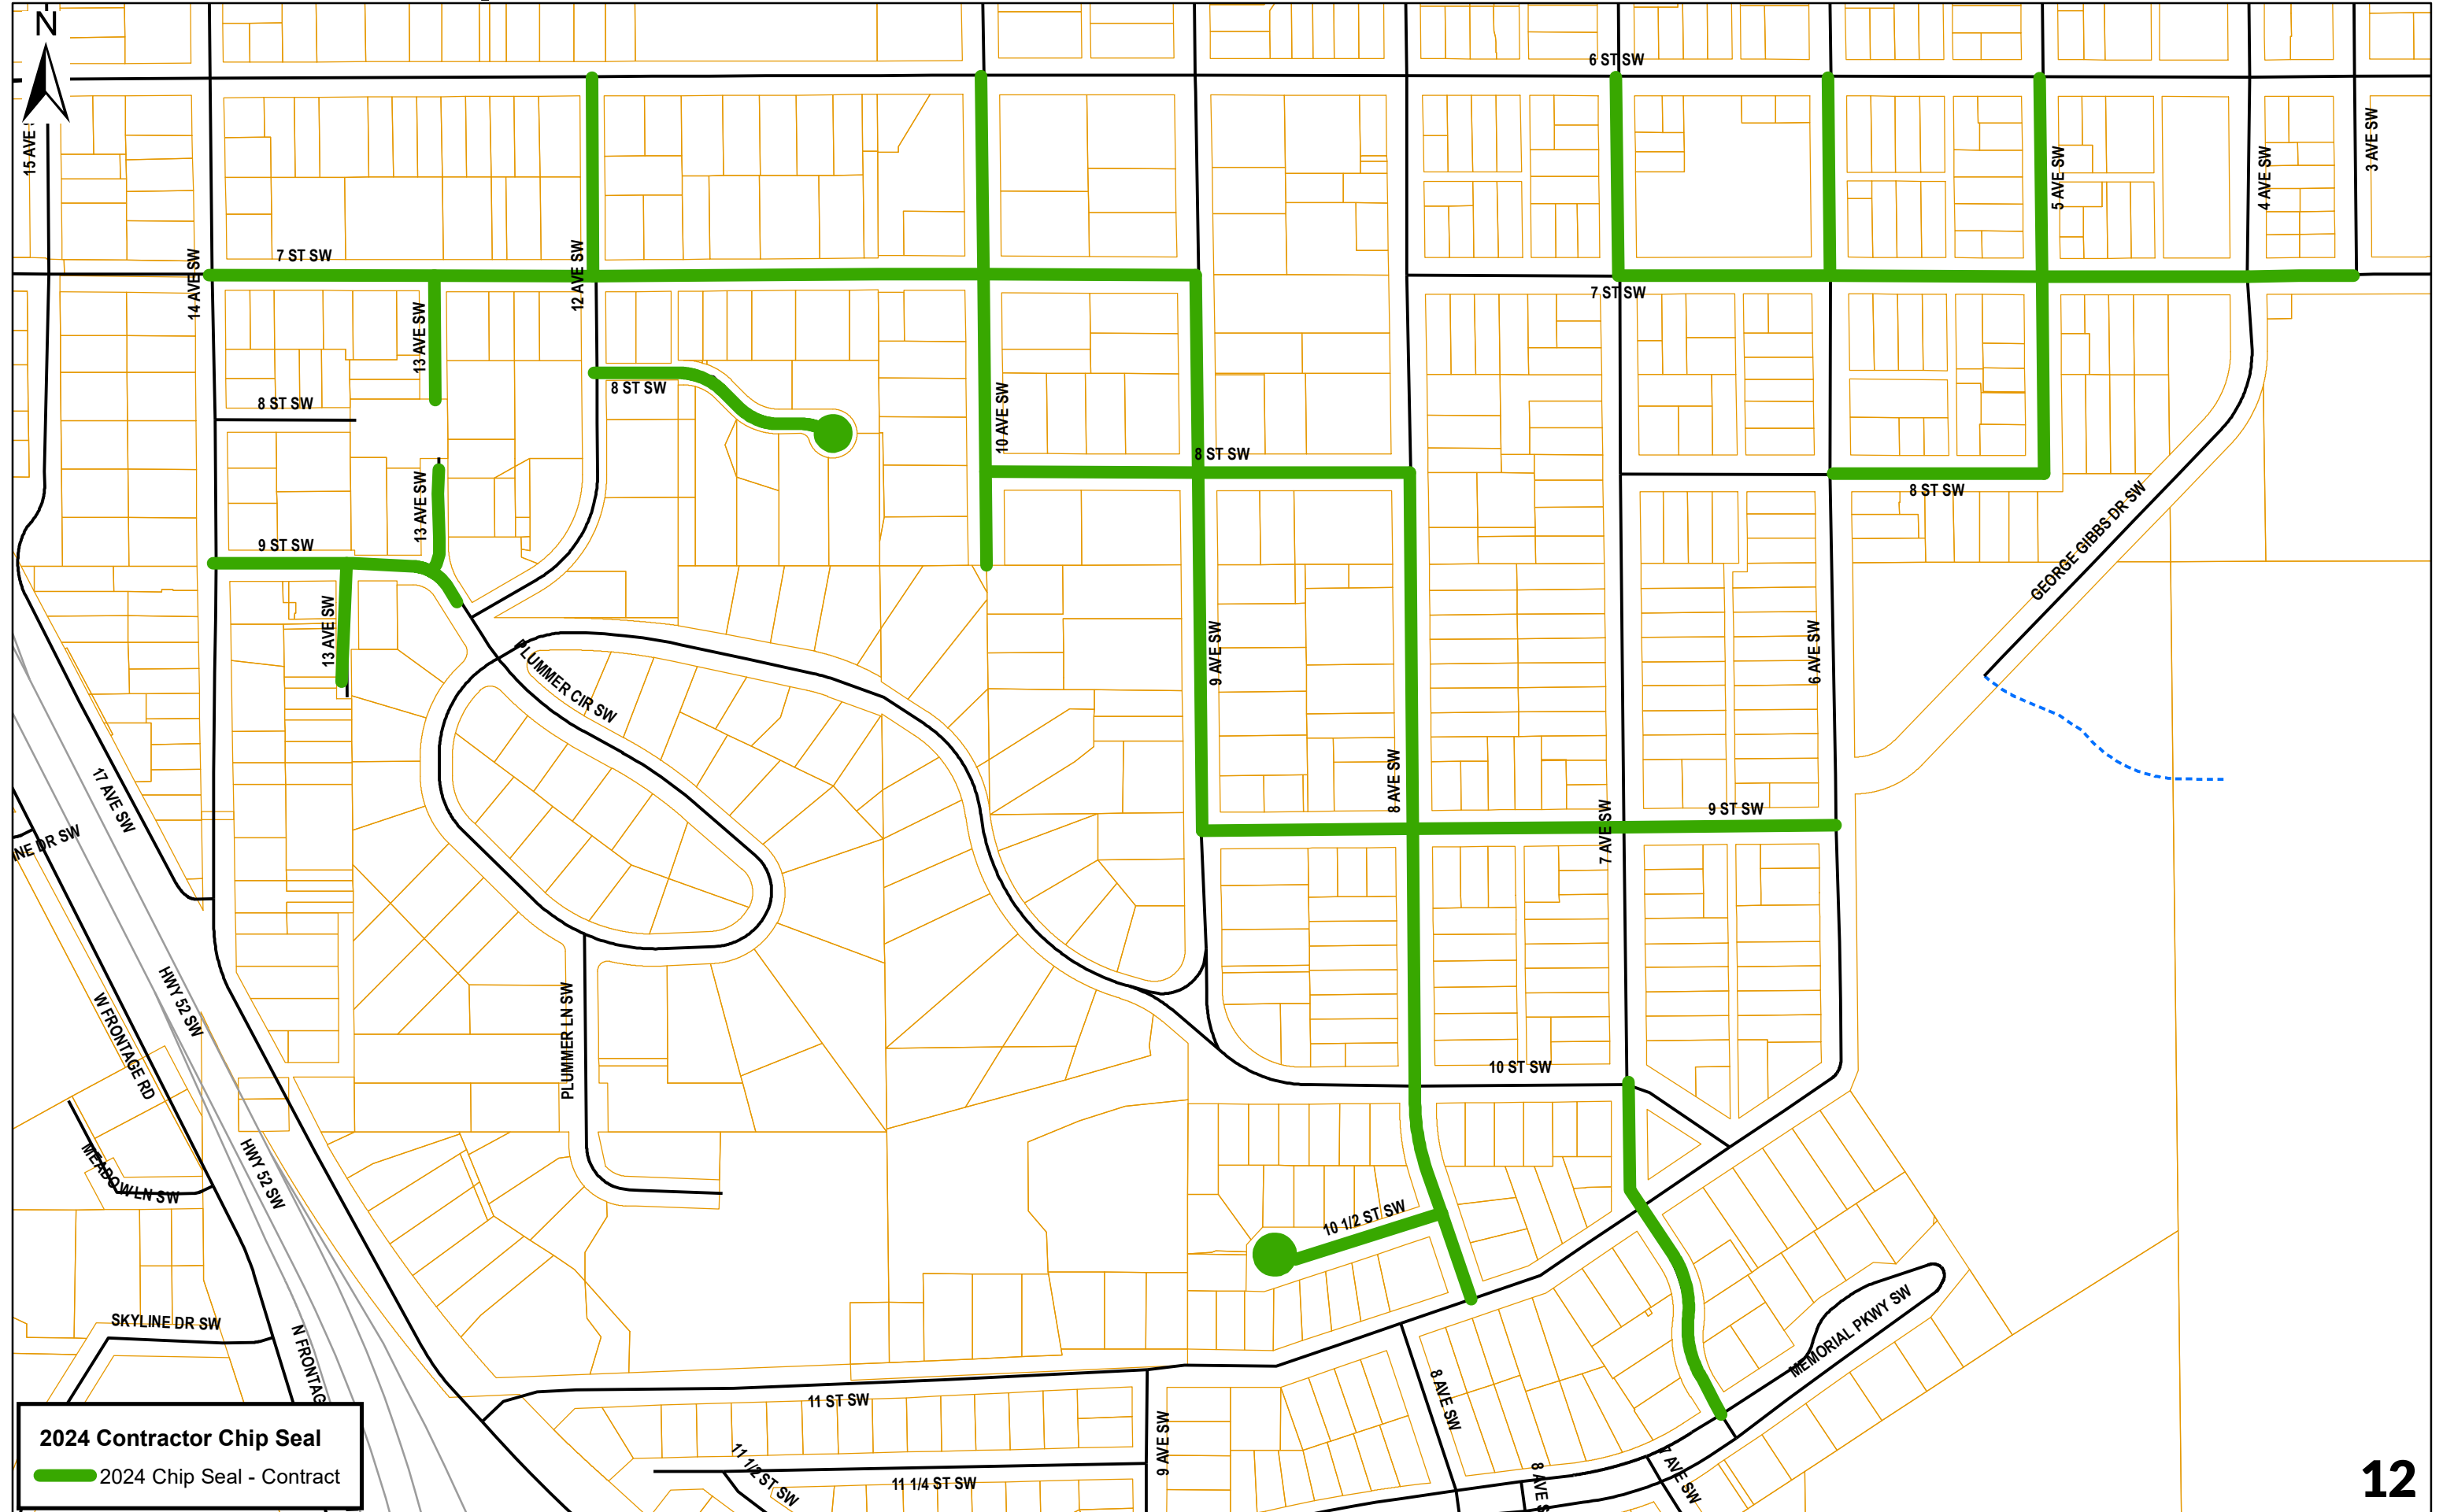 N
6 ST SW
15 AVE
3 AVE SW
5 AVE SW
4 AVE SW
7 ST SW
14 AVE SW
12 AVE SW
7 ST SW
13 AVE SW
8 ST SW
8 ST SW
10 AVE SW
8 ST SW
8 ST SW
13 AVE SW
9 ST SW
GEORGE GIBBS DR SW
13 AVE SW
9 AVE SW
6 AVE SW
PLUMMER CIR SW
17 AVE SW
8 AVE SW
7 AVE SW
9 ST SW
INE DR SW
HWY 52 SW
W FRONTAGE RD
PLUMMER LN SW
10 ST SW
MEADOW LN SW
HWY 52 SW
10 1/2 ST SW
SKYLINE DR SW
N FRONTAG
MEMORIAL PKWY SW
11 ST SW
8 AVE SW
9 AVE SW
11 1/2 ST SW
11 1/4 ST SW
8 AVE S
7 AVE SW
2024 Contractor Chip Seal
2024 Chip Seal - Contract
12